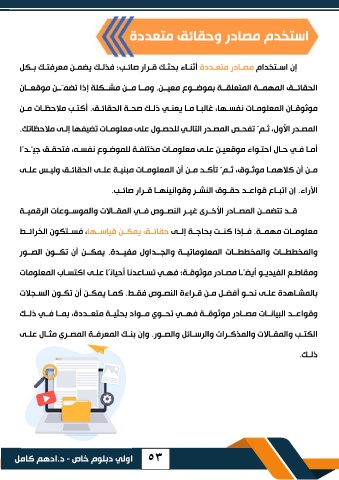 استخدم مصادر وحقائق متعددة
إن استخدام مصادر متعددة أثناء بحثك قرار صائب؛ فذلك يضمن معرفتك بكل
الحقائق المهمة المتعلقة بموضوع معين. وما من مشكلة إذا تضمّن موقعان
موثوقان المعلومات نفسها، غالبا ما يعني ذلك صحة الحقائق. أكتب ملاحظات من
المصدر الأول، ثمّ تفحص المصدر التالي للحصول على معلومات تضيفها إلى ملاحظاتك.
أما في حال احتواء موقعين على معلومات مختلفة للموضوع نفسه، فتحقق جيّدًا
من أن كلاهما موثوق، ثمّ تأكد من أن المعلومات مبنية على الحقائق وليس على
الآراء. إن اتباع قواعد حقوق النشر وقوانينها قرار صائب.
قد تتضمن المصادر الأخرى غير النصوص في المقالات والموسوعات الرقمية
معلومات مهمة. فإذا كنت بحاجة إلى حقائق يمكن قياسها، فستكون الخرائط
والمخططات والمخططات المعلوماتية والجداول مفيدة. يمكن أن تكون الصور
ومقاطع الفيديو أيضًا مصادر موثوقة؛ فهي تساعدنا أحيانًا على اكتساب المعلومات
بالمشاهدة على نحو أفضل من قراءة النصوص فقط. كما يمكن أن تكون السجلات
وقواعد البيانات مصادر موثوقة فهي تحوي مواد بحثية متعددة، بما في ذلك
الكتب والمقالات والمذكرات والرسائل والصور. وإن بنك المعرفة المصري مثال على
ذلك.
اولي دبلوم خاص - د.ادهم كامل
٥٣